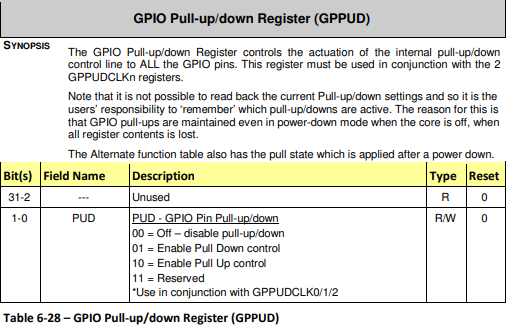 GPIO Pull-up/down Register (GPPUD)
SYNOPSIS The GPIO Pull-up/down Register controls the actuation of the internal pull-up/down
control line to ALL the GPIO pins. This register must be used in conjunction with the 2
GPPUDCLKn registers.
Note that it is not possible to read back the current Pull-up/down settings and so it is the
users' responsibility to 'remember' which pull-up/downs are active. The reason for this is
that GPIO pull-ups are maintained even in power-down mode when the core is off, when
all register contents is lost.
The Alternate function table also has the pull state which is applied after a power down.
Bit(s) Field Name Description Type Reset
31-2 --- Unused R 0
1-0 PUD PUD - GPIO Pin Pull-up/down R/W 0
00 = Off – disable pull-up/down
01 = Enable Pull Down control
10 = Enable Pull Up control
11 = Reserved
*Use in conjunction with GPPUDCLK0/1/2
Table 6-28 – GPIO Pull-up/down Register (GPPUD)